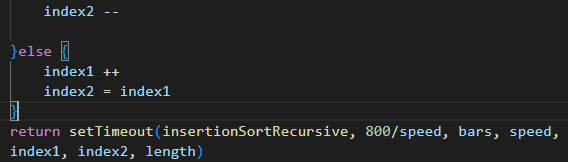 index2 --
}else {
index1 ++
index2 = index1
}
return setTimeout(insertionSortRecursive, 800/speed, bars, speed,
index1, index2, length)